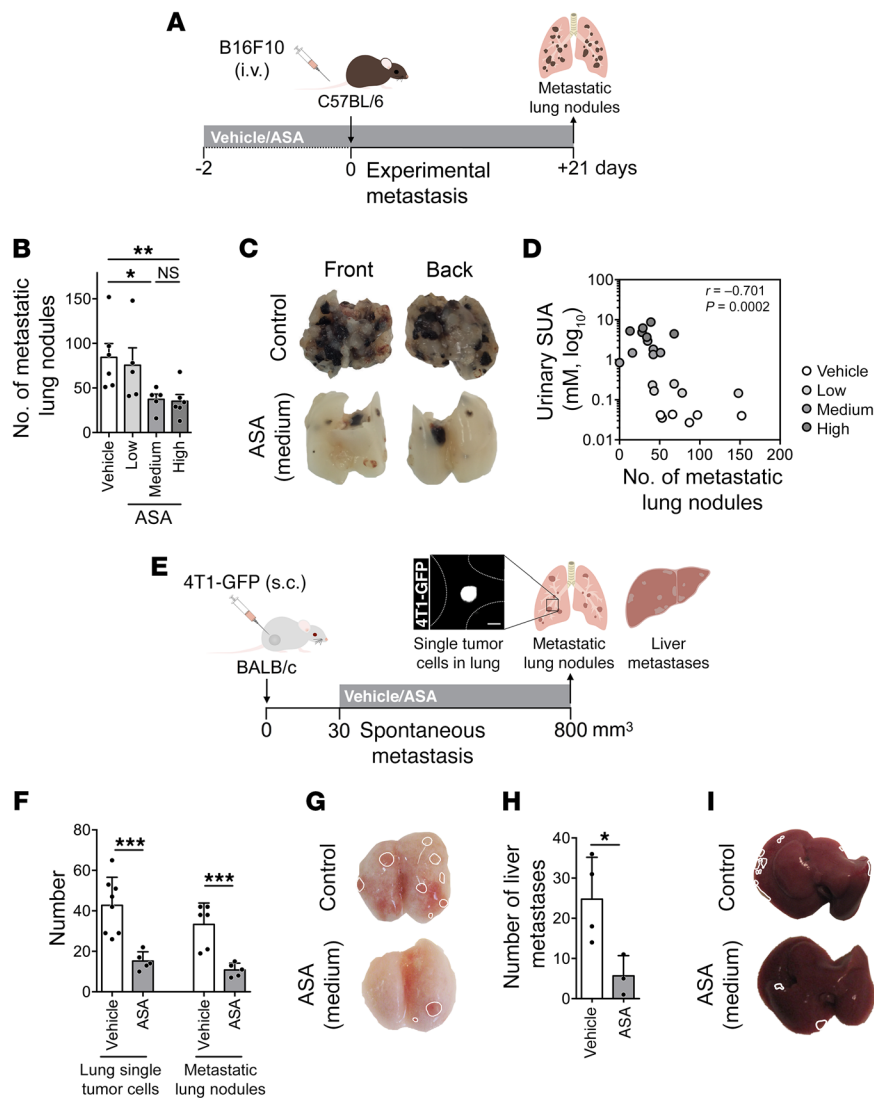 A
B16F10
(i.v.)
C57BL/6
Metastatic
lung nodules
Vehicle/ASA
-2
0
Experimental
metastasis
+21 days
B
No. of metastatic
lung nodules
150
100
50
0
**
*
NS
Vehicle
Low
Medium
High
ASA
C
Front
Back
Control
ASA
(medium)
D
Urinary SUA
(mM, log10)
100
10
1
0.1
0.01
r = –0.701
P = 0.0002
0
50
100
150
200
No. of metastatic
lung nodules
Vehicle
Low
Medium
High
E
4T1-GFP (s.c.)
BALB/c
4T1-GFP
Single tumor
cells in lung
Metastatic
lung nodules
Liver
metastases
Vehicle/ASA
0
30
Spontaneous
metastasis
800 mm3
F
Number
80
60
40
20
0
***
***
Vehicle
ASA
Vehicle
ASA
Lung single
tumor cells
Metastatic
lung nodules
G
Control
ASA
(medium)
H
Number of liver
metastases
40
30
20
10
0
*
Vehicle
ASA
I
Control
ASA
(medium)